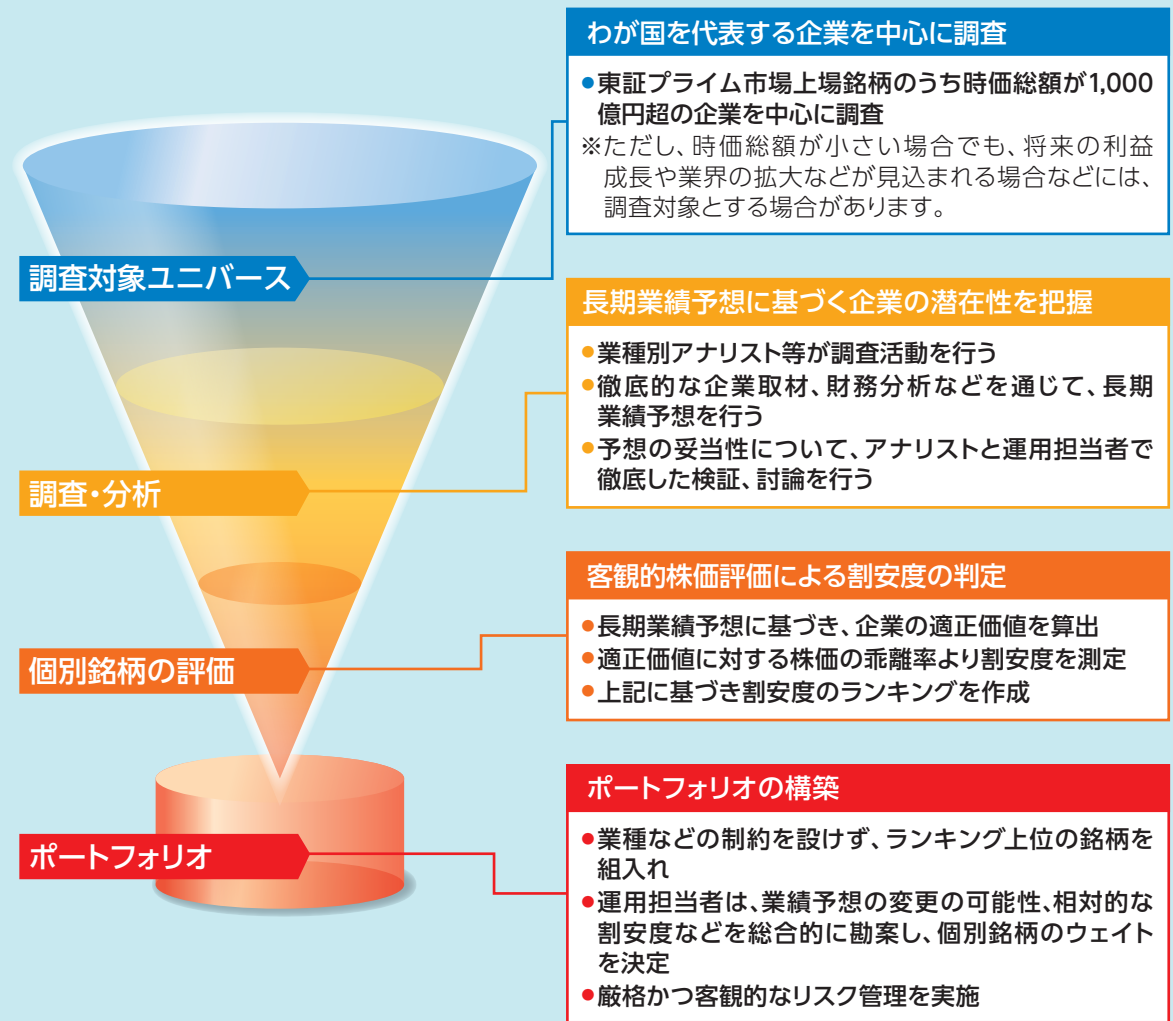 わが国を代表する企業を中心に調査
●東証プライム市場上場銘柄のうち時価総額が1,000
億円超の企業を中心に調査
※ただし、時価総額が小さい場合でも、将来の利益
成長や業界の拡大などが見込まれる場合などには、
調査対象とする場合があります。
調査対象ユニバース
長期業績予想に基づく企業の潜在性を把握
●業種別アナリスト等が調査活動を行う
●徹底的な企業取材、財務分析などを通じて、長期
業績予想を行う
●予想の妥当性について、アナリストと運用担当者で
徹底した検証、討論を行う
調査・分析
客観的株価評価による割安度の判定
●長期業績予想に基づき、企業の適正価値を算出
●適正価値に対する株価の乖離率より割安度を測定
●上記に基づき割安度のランキングを作成
個別銘柄の評価
ポートフォリオの構築
●業種などの制約を設けず、ランキング上位の銘柄を
組入れ
●運用担当者は、業績予想の変更の可能性、相対的な
割安度などを総合的に勘案し、個別銘柄のウェイト
を決定
●厳格かつ客観的なリスク管理を実施
ポートフォリオ